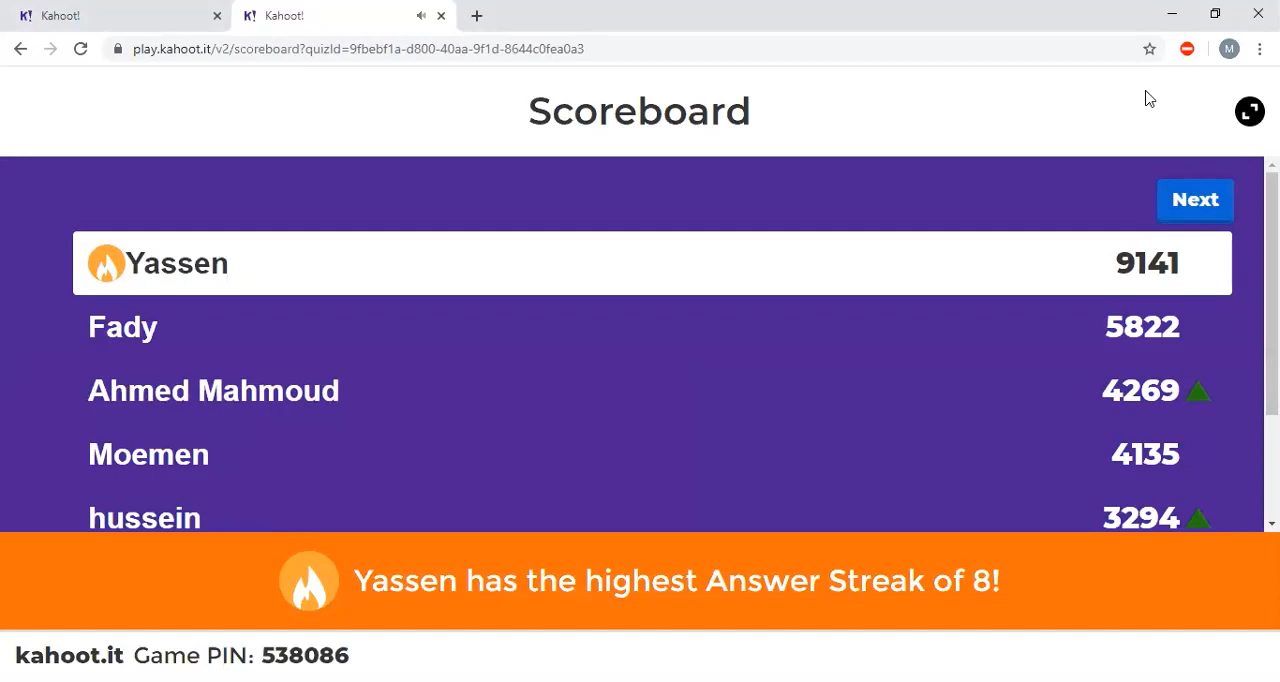 K! Kahoot!
K! Kahoot!
play.kahoot.it/v2/scoreboard?quizId=9fbebf1a-d800-40aa-9f1d-8644c0fea0a3
M
Scoreboard
Next
Yassen 9141
Fady 5822
Ahmed Mahmoud 4269
Moemen 4135
hussein 3294
Yassen has the highest Answer Streak of 8!
kahoot.it Game PIN: 538086